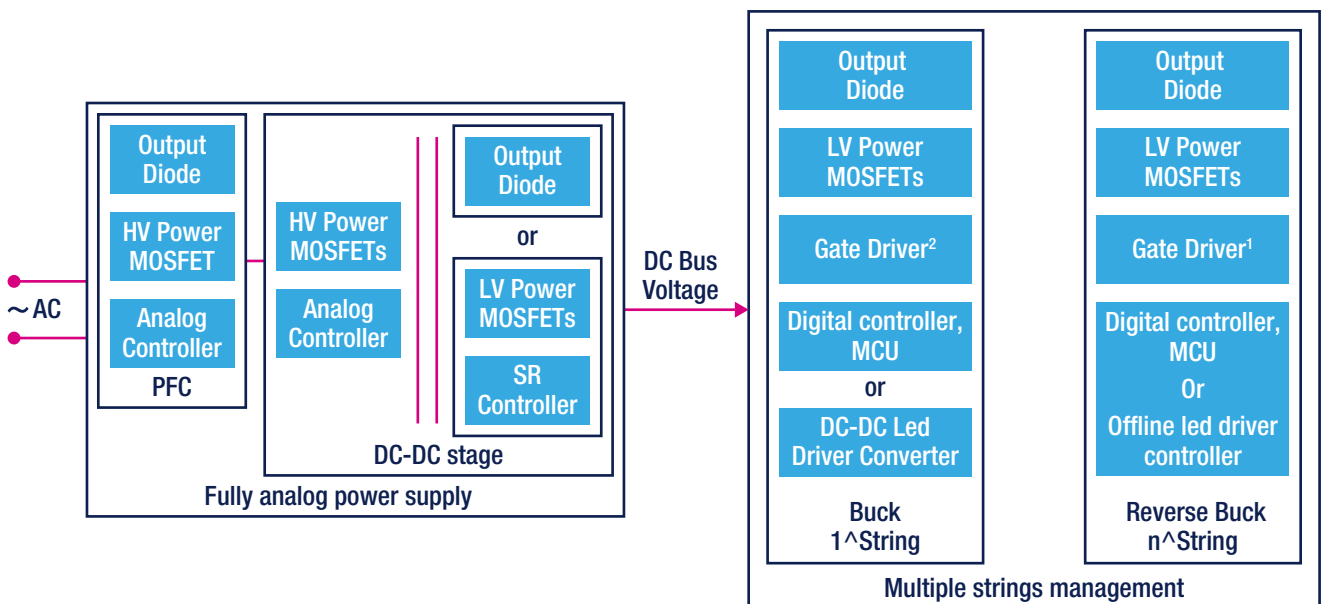 ~ AC
Output
Diode
HV Power
MOSFET
Analog
Controller
PFC
HV Power
MOSFETs
Analog
Controller
Output
Diode
or
LV Power
MOSFETs
SR
Controller
DC-DC stage
Fully analog power supply
DC Bus
Voltage
Output
Diode
LV Power
MOSFETs
Gate Driver²
Digital controller,
MCU
or
DC-DC Led
Driver Converter
Buck
1^String
Output
Diode
LV Power
MOSFETs
Gate Driver¹
Digital controller,
MCU
Or
Offline led driver
controller
Reverse Buck
n^String
Multiple strings management